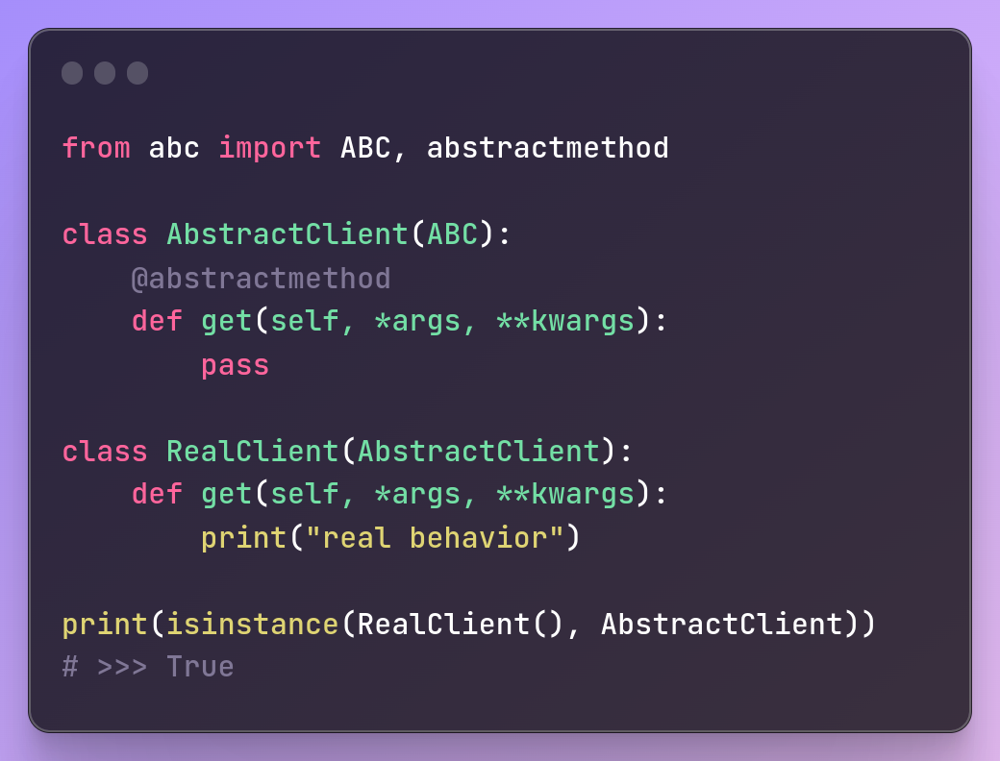 from abc import ABC, abstractmethod

class AbstractClient(ABC):
    @abstractmethod
    def get(self, *args, **kwargs):
        pass

class RealClient(AbstractClient):
    def get(self, *args, **kwargs):
        print("real behavior")

print(isinstance(RealClient(), AbstractClient))
# >>> True